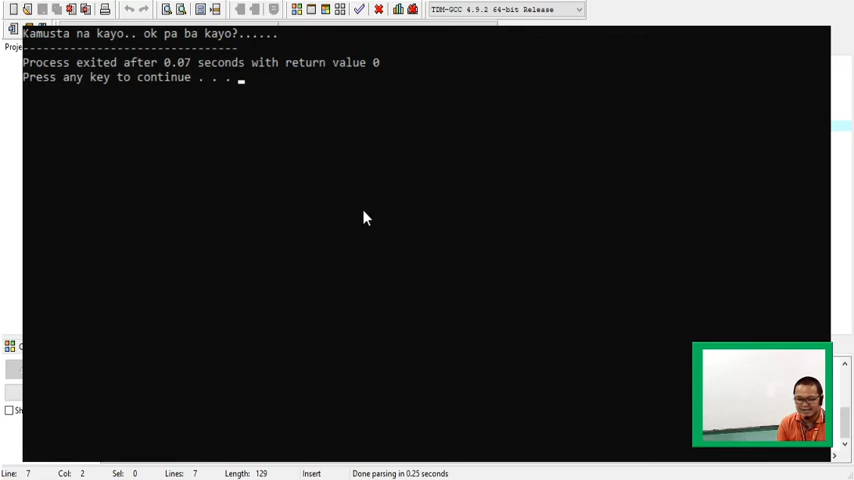 TDM-GCC 4.9.2 64-bit Release
Kamusta na kayo.. ok pa ba kayo?......
--------------------------------
Process exited after 0.07 seconds with return value 0
Press any key to continue . . .
Line: 7 Col: 2 Sel: 0 Lines: 7 Length: 129 Insert Done parsing in 0.25 seconds